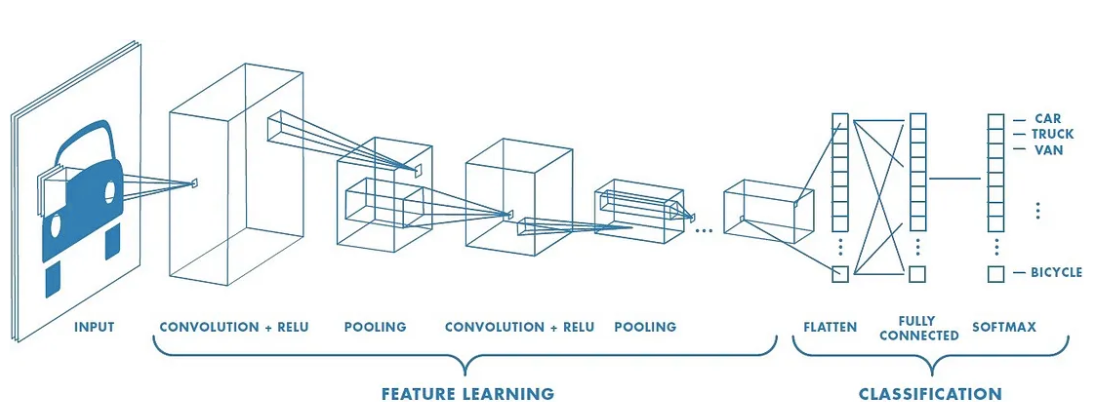 CAR
TRUCK
VAN
BICYCLE
INPUT
CONVOLUTION + RELU
POOLING
CONVOLUTION + RELU
POOLING
FLATTEN
FULLY
CONNECTED
SOFTMAX
FEATURE LEARNING
CLASSIFICATION